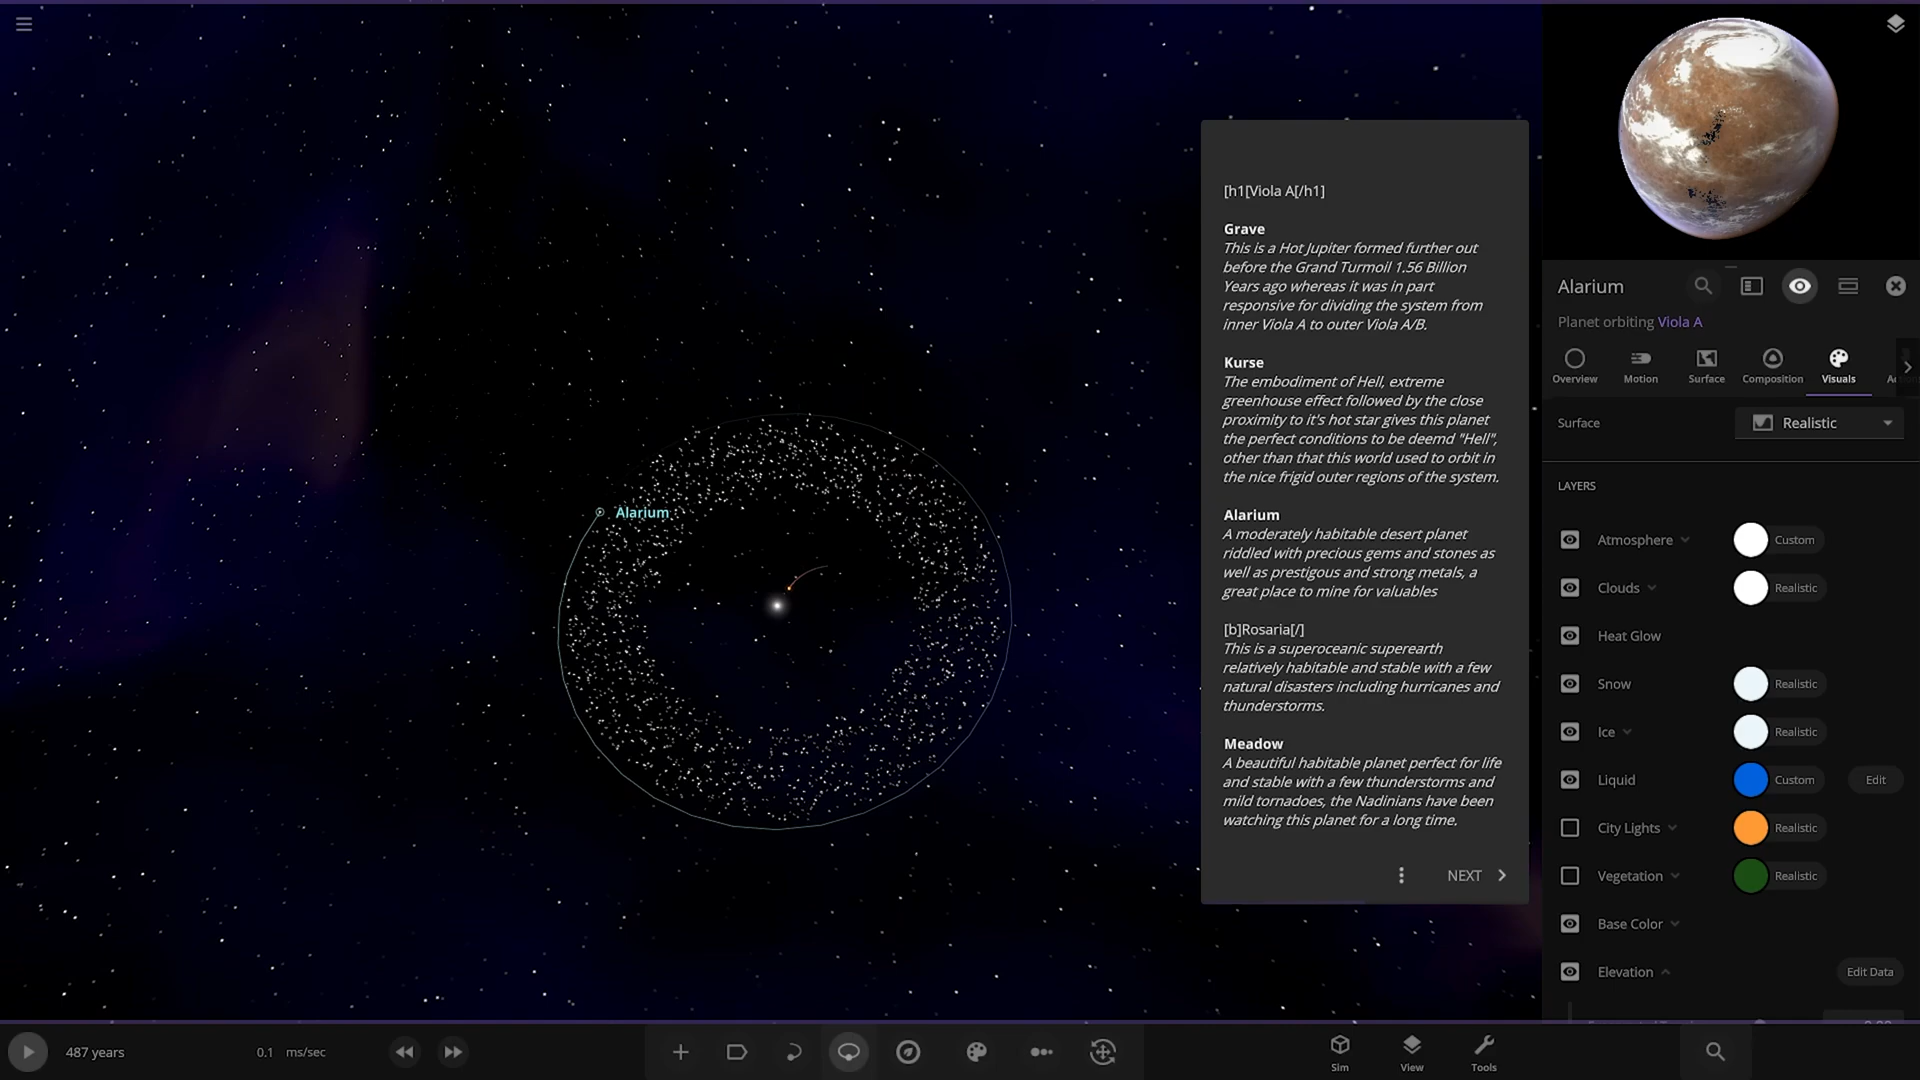 [h1[Viola A[/h1]
Grave
This is a Hot Jupiter formed further out
before the Grand Turmoil 1.56 Billion
Years ago whereas it was in part
responsive for dividing the system from
inner Viola A to outer Viola A/B.
Kurse
The embodiment of Hell, extreme
greenhouse effect followed by the close
proximity to it's hot star gives this planet
the perfect conditions to be deemd "Hell",
other than that this world used to orbit in
the nice frigid outer regions of the system.
Alarium
A moderately habitable desert planet
riddled with precious gems and stones as
well as prestigous and strong metals, a
great place to mine for valuables
[b]Rosaria[/]
This is a superoceanic superearth
relatively habitable and stable with a few
natural disasters including hurricanes and
thunderstorms.
Meadow
A beautiful habitable planet perfect for life
and stable with a few thunderstorms and
mild tornadoes, the Nadinians have been
watching this planet for a long time.
NEXT
Alarium
Alarium
Planet orbiting Viola A
Overview Motion Surface Composition Visuals
Surface Realistic
LAYERS
Atmosphere Custom
Clouds Realistic
Heat Glow
Snow Realistic
Ice Realistic
Liquid Custom Edit
City Lights Realistic
Vegetation Realistic
Base Color
Elevation Edit Data
487 years 0.1 ms/sec
Sim View Tools